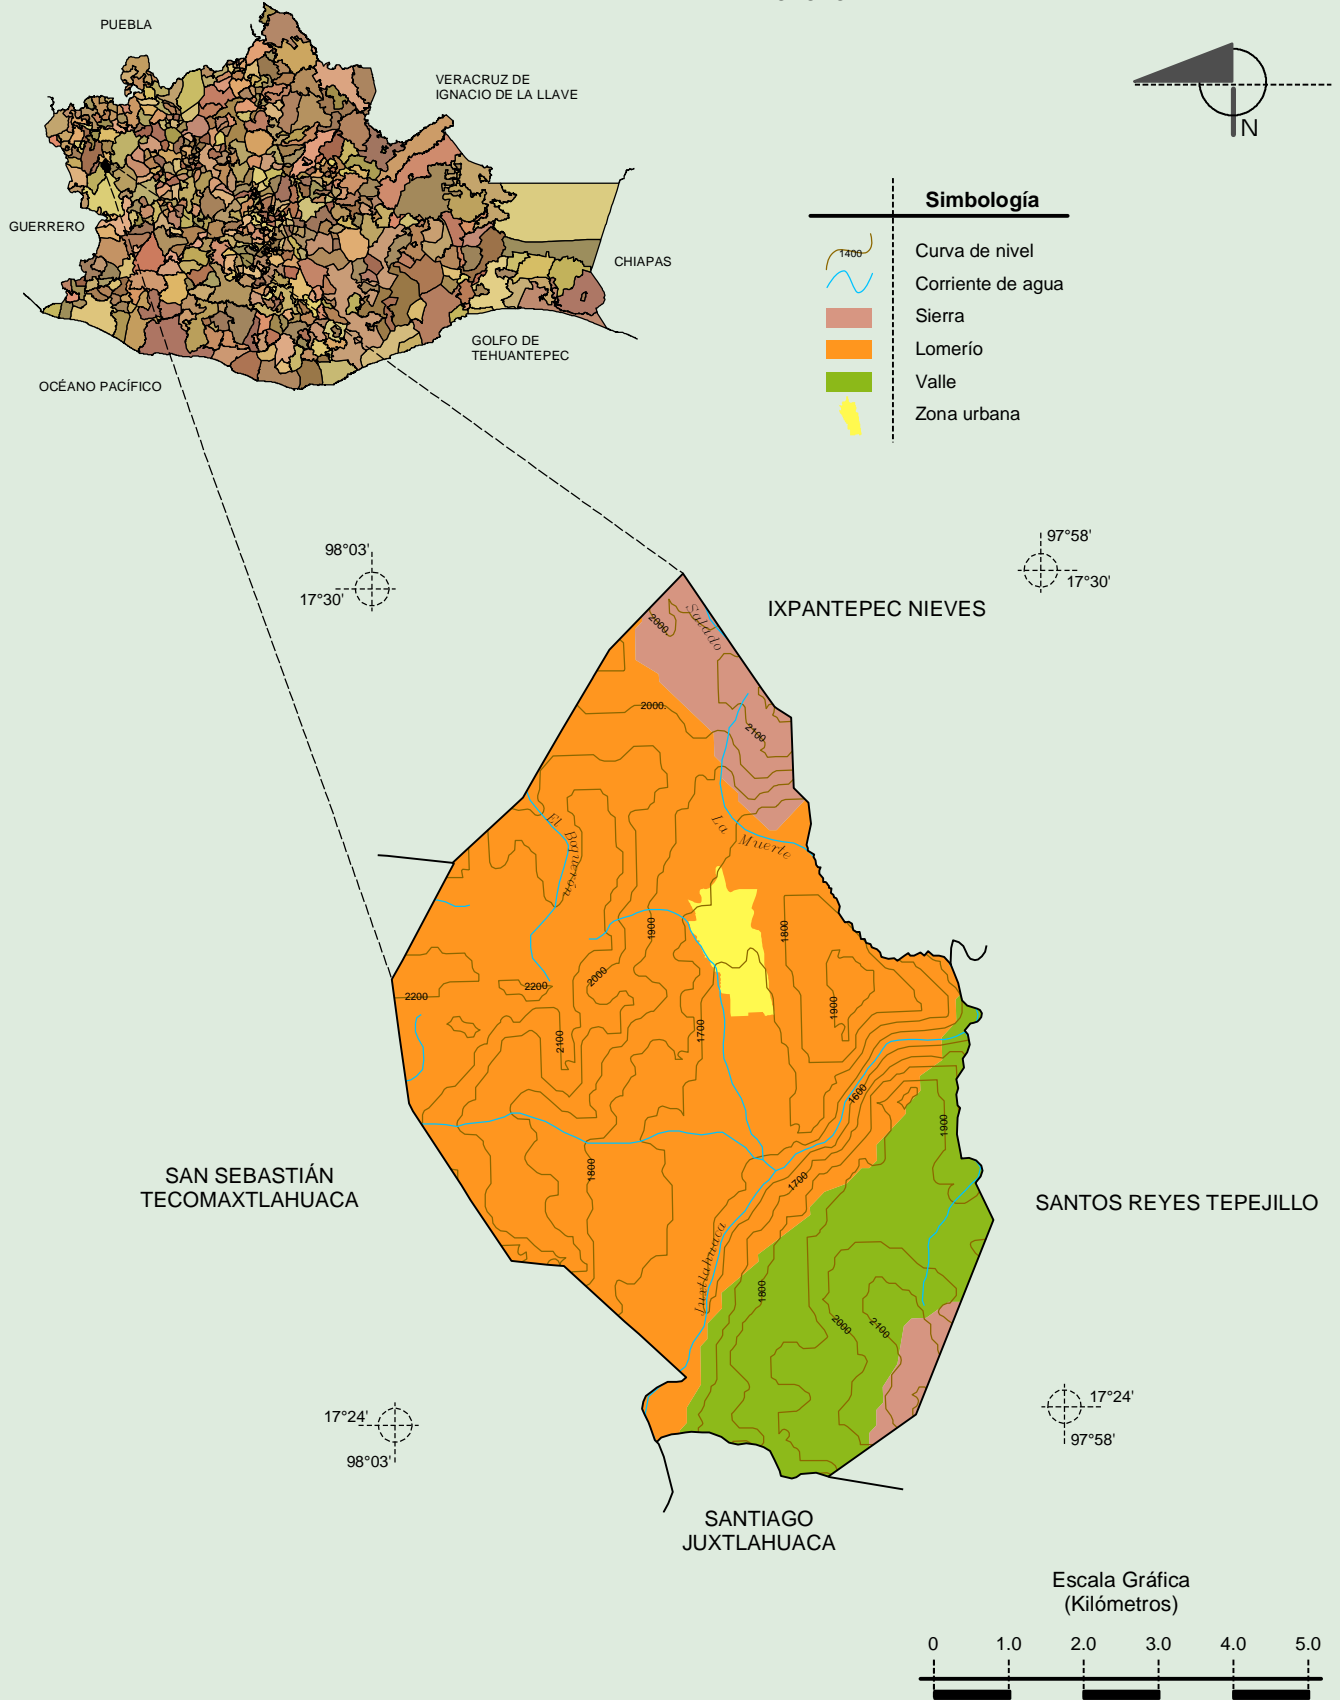 PUEBLA
VERACRUZ DE
IGNACIO DE LA LLAVE
GUERRERO
CHIAPAS
GOLFO DE
TEHUANTEPEC
OCÉANO PACÍFICO
N
Simbología
1400
Curva de nivel
Corriente de agua
Sierra
Lomerío
Valle
Zona urbana
98°03'
17°30'
97°58'
17°30'
IXPANTEPEC NIEVES
Salado
2000
2000
2100
La Muerte
El Boquerón
1900
1800
2000
2200
2200
1900
1700
2100
1600
1900
1800
1700
SAN SEBASTIÁN
TECOMAXTLAHUACA
SANTOS REYES TEPEJILLO
Juxtlahuaca
1800
2000
2100
17°24'
98°03'
17°24'
97°58'
SANTIAGO
JUXTLAHUACA
Escala Gráfica
(Kilómetros)
0 1.0 2.0 3.0 4.0 5.0